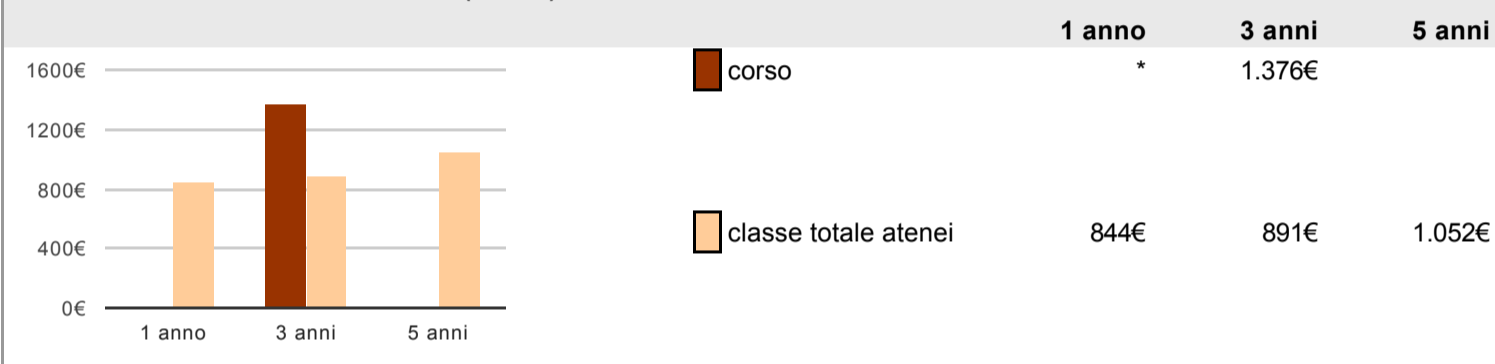 1 anno 3 anni 5 anni
1600€
corso * 1.376€
1200€
800€
classe totale atenei 844€ 891€ 1.052€
400€
0€
1 anno 3 anni 5 anni